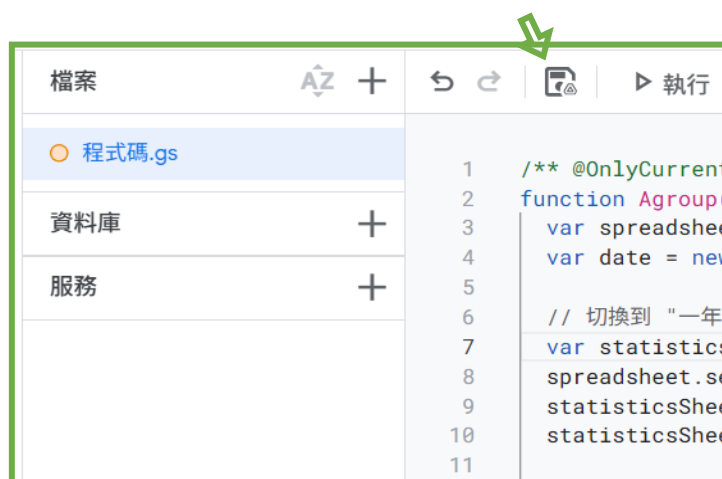 檔案
AZ
執行
程式碼.gs
資料庫
服務
1 /** @OnlyCurrent
2 function Agroup(
3 var spreadshee
4 var date = new
5
6 // 切換到 "一年
7 var statistics
8 spreadsheet.se
9 statisticsShee
10 statisticsShee
11